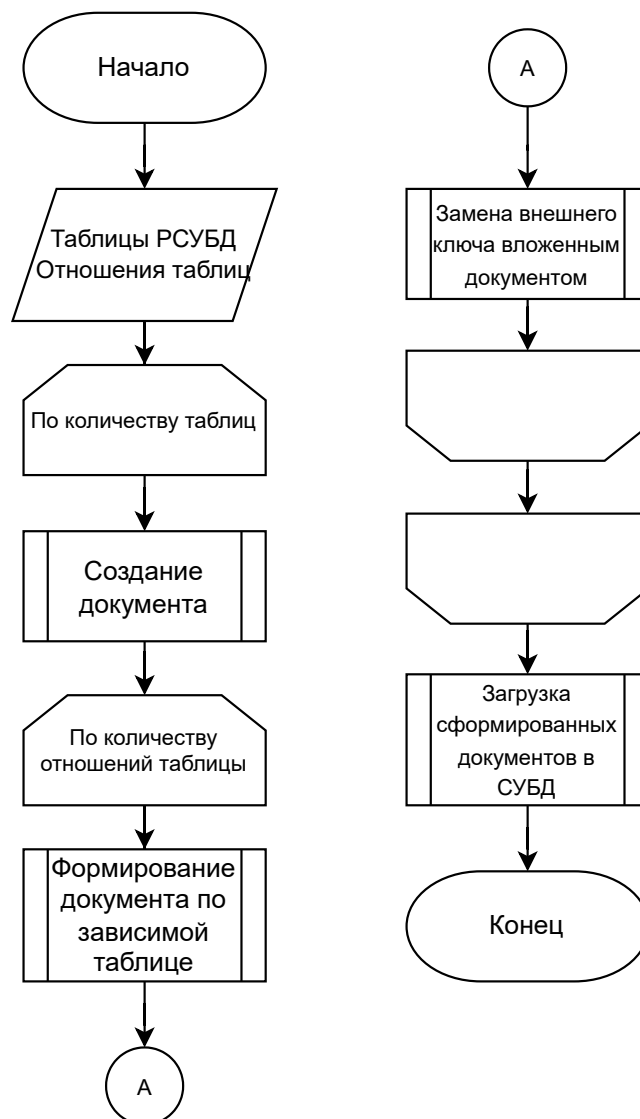 Начало
Таблицы РСУБД
Отношения таблиц
По количеству таблиц
Создание
документа
По количеству
отношений таблицы
Формирование
документа по
зависимой
таблице
А
А
Замена внешнего
ключа вложенным
документом
Загрузка
сформированных
документов в
СУБД
Конец